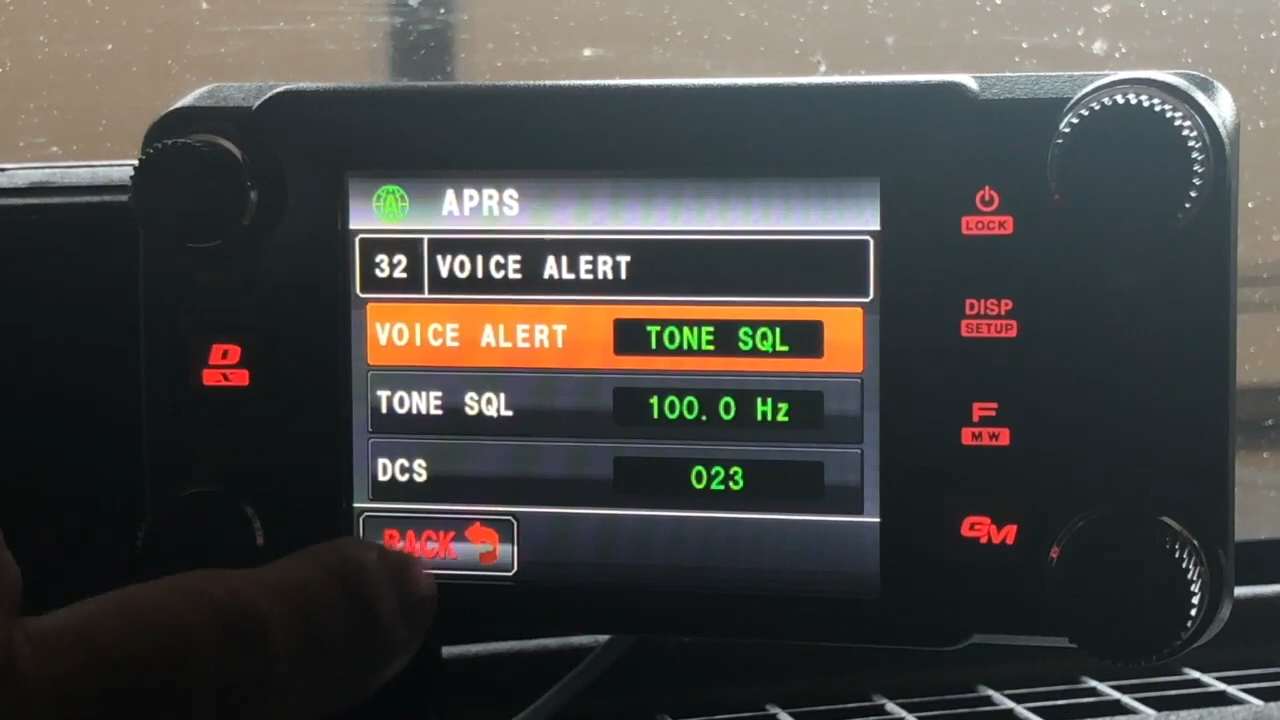 APRS
32 VOICE ALERT
VOICE ALERT TONE SQL
TONE SQL 100.0 Hz
DCS 023
BACK
D
X
LOCK
DISP
SETUP
F
MW
GM